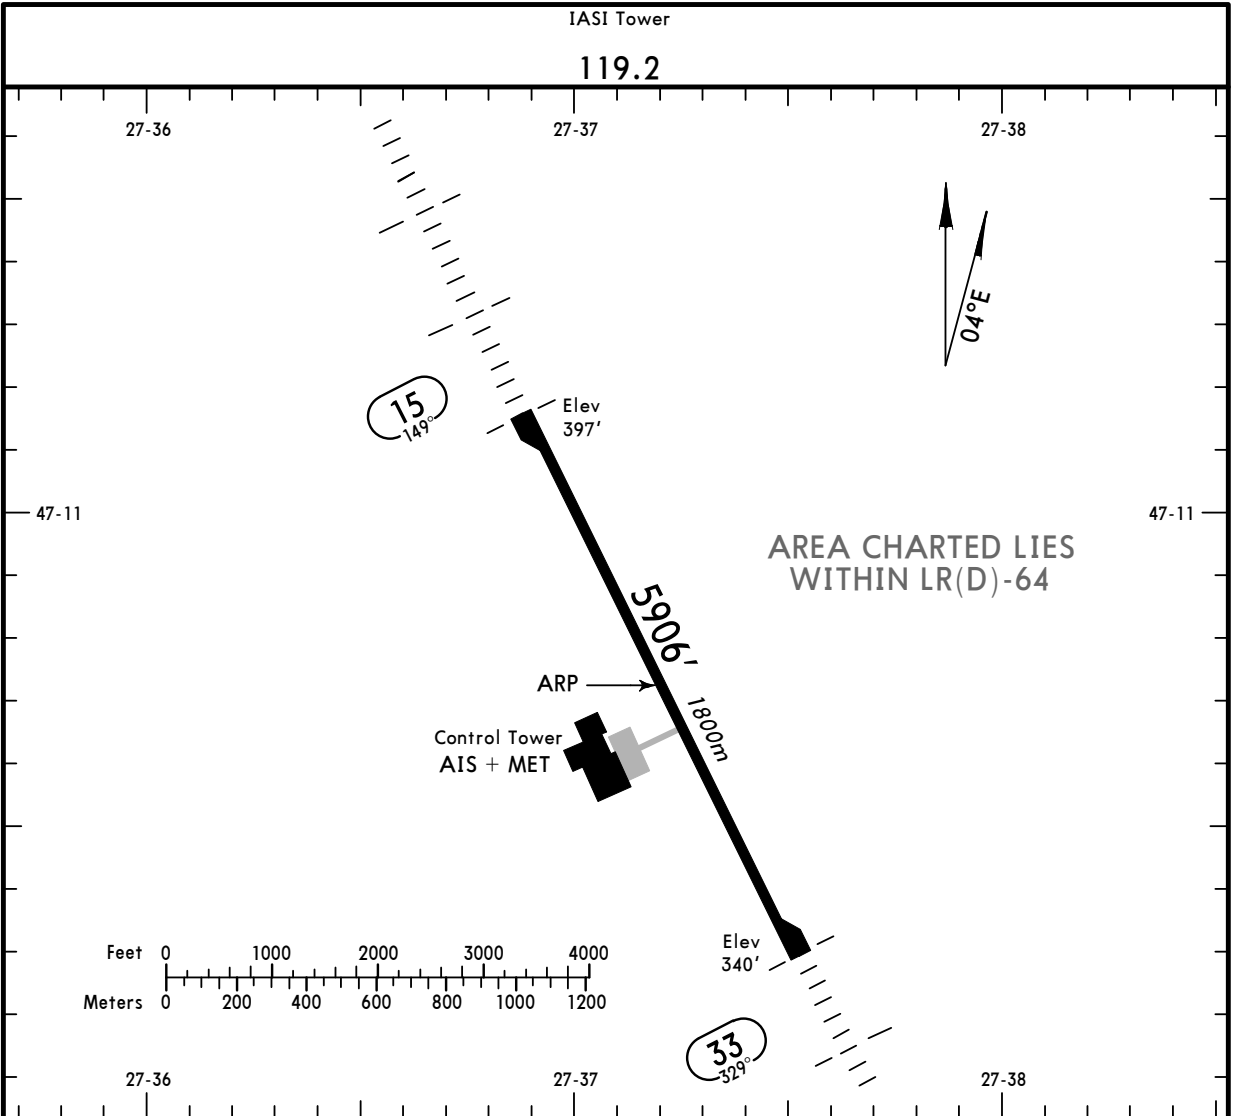 IASI Tower
119.2
27-36
27-37
27-38
04°E
15
149°
Elev
397'
47-11
47-11
AREA CHARTED LIES
WITHIN LR(D)-64
5906'
1800m
ARP
Control Tower
AIS + MET
Elev
340'
Feet 0 1000 2000 3000 4000
Meters 0 200 400 600 800 1000 1200
33
329°
27-36
27-37
27-38